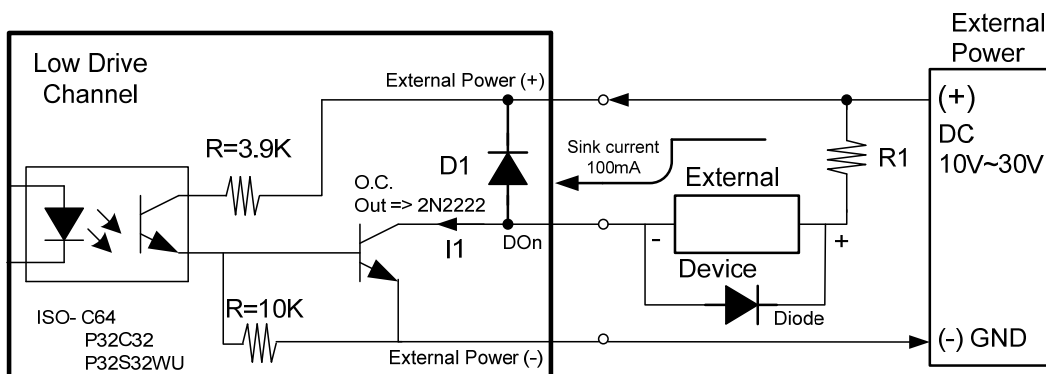 External
Power
Low Drive
Channel
External Power (+)
(+)
DC
10V~30V
R=3.9K
D1
Sink current
100mA
R1
External
O.C.
Out => 2N2222
I1
DOn
-
+
Device
Diode
R=10K
ISO- C64
P32C32
P32S32WU
External Power (-)
(-) GND